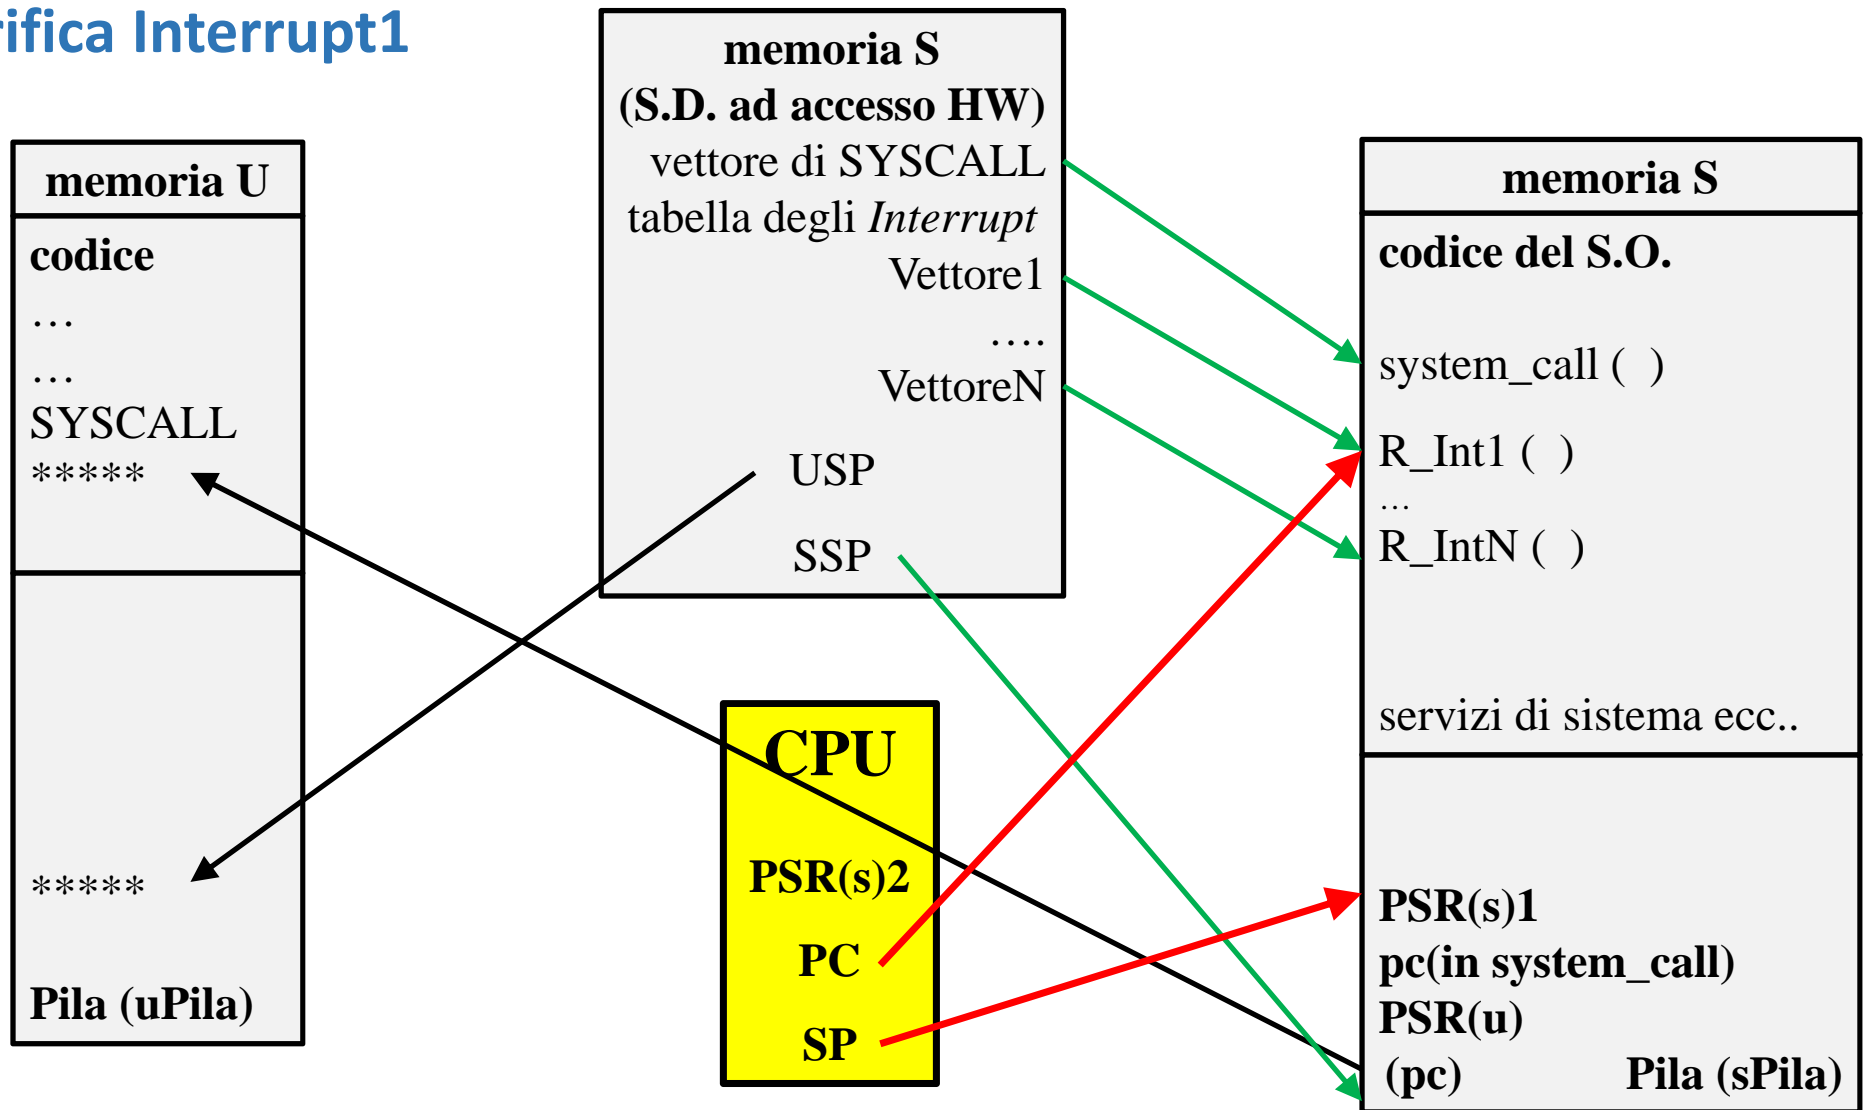 rifica Interrupt1
memoria U
codice
…
…
SYSCALL
*****
*****
Pila (uPila)
memoria S
(S.D. ad accesso HW)
vettore di SYSCALL
tabella degli Interrupt
Vettore1
….
VettoreN
USP
SSP
CPU
PSR(s)2
PC
SP
memoria S
codice del S.O.
system_call ( )
R_Int1 ( )
…
R_IntN ( )
servizi di sistema ecc..
PSR(s)1
pc(in system_call)
PSR(u)
(pc) Pila (sPila)